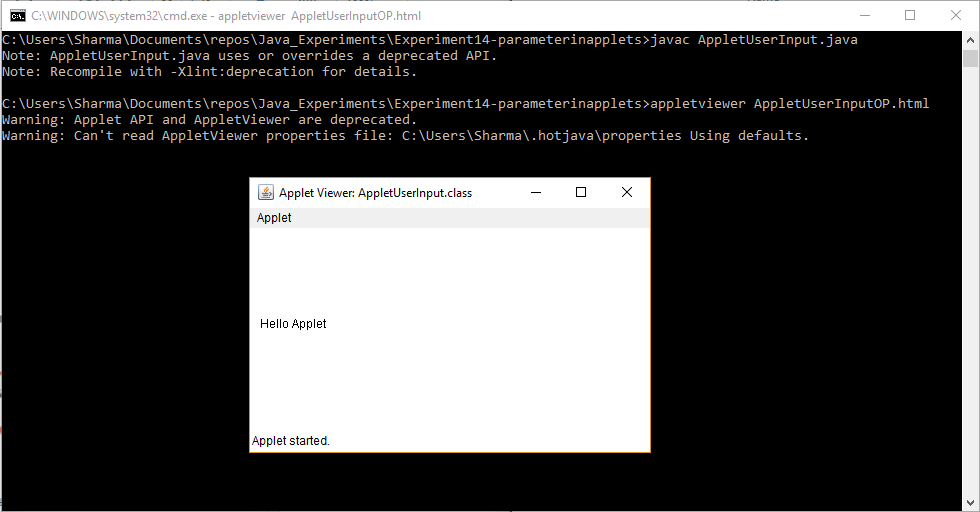 C:\WINDOWS\system32\cmd.exe - appletviewer  AppletUserInputOP.html
C:\Users\Sharma\Documents\repos\Java_Experiments\Experiment14-parameterinapplets>javac AppletUserInput.java
Note: AppletUserInput.java uses or overrides a deprecated API.
Note: Recompile with -Xlint:deprecation for details.
C:\Users\Sharma\Documents\repos\Java_Experiments\Experiment14-parameterinapplets>appletviewer AppletUserInputOP.html
Warning: Applet API and AppletViewer are deprecated.
Warning: Can't read AppletViewer properties file: C:\Users\Sharma\.hotjava\properties Using defaults.
Applet Viewer: AppletUserInput.class
Applet
Hello Applet
Applet started.